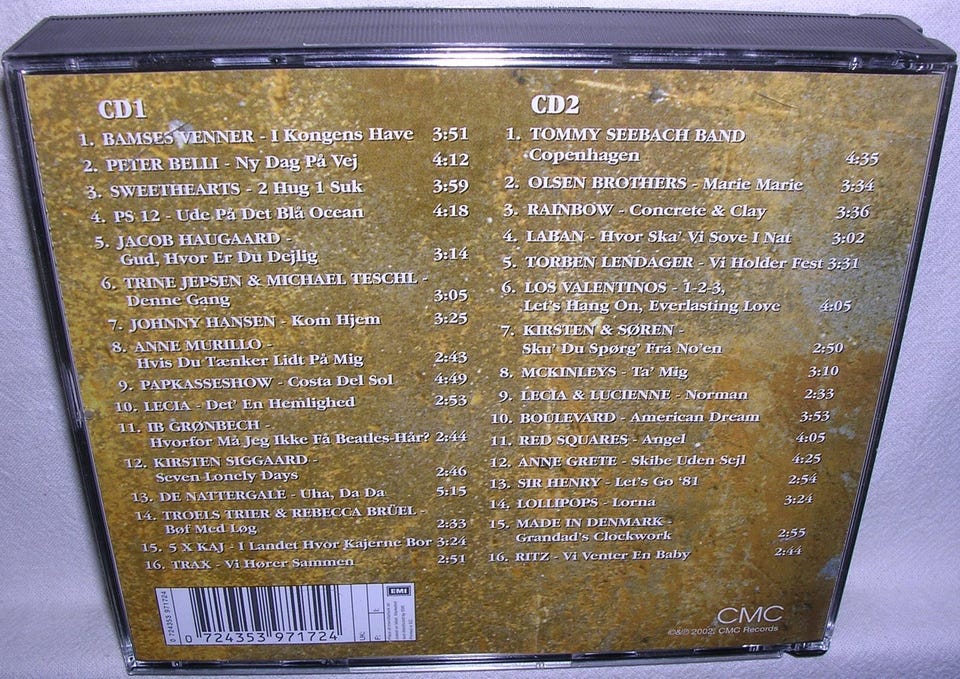 CD1
1. BAMSES VENNER - I Kongens Have 3:51
2. PETER BELLI - Ny Dag På Vej 4:12
3. SWEETHEARTS - 2 Hug 1 Suk 3:59
4. PS 12 - Ude På Det Blå Ocean 4:18
5. JACOB HAUGAARD -
Gud, Hvor Er Du Dejlig 3:14
6. TRINE JEPSEN & MICHAEL TESCHL -
Denne Gang 3:05
7. JOHNNY HANSEN - Kom Hjem 3:25
8. ANNE MURILLO -
Hvis Du Tænker Lidt På Mig 2:43
9. PAPKASSESHOW - Costa Del Sol 4:49
10. LECIA - Det' En Hemlighed 2:53
11. IB GRØNBECH -
Hvorfor Må Jeg Ikke Få Beatles-Hår? 2:44
12. KIRSTEN SIGGAARD -
Seven Lonely Days 2:46
13. DE NATTERGALE - Uha, Da Da 5:15
14. TROELS TRIER & REBECCA BRÜEL -
Bøf Med Løg 2:33
15. 5 X KAJ - I Landet Hvor Kajerne Bor 3:24
16. TRAX - Vi Hører Sammen 2:51
CD2
1. TOMMY SEEBACH BAND
Copenhagen 4:35
2. OLSEN BROTHERS - Marie Marie 3:34
3. RAINBOW - Concrete & Clay 3:36
4. LABAN - Hvor Ska' Vi Sove I Nat 3:02
5. TORBEN LENDAGER - Vi Holder Fest 3:31
6. LOS VALENTINOS - 1-2-3,
Let's Hang On, Everlasting Love 4:05
7. KIRSTEN & SØREN -
Sku' Du Spørg' Fra No'en 2:50
8. MCKINLEYS - Ta' Mig 3:10
9. LECIA & LUCIENNE - Norman 2:33
10. BOULEVARD - American Dream 3:53
11. RED SQUARES - Angel 4:05
12. ANNE GRETE - Skibe Uden Sejl 4:25
13. SIR HENRY - Let's Go '81 2:54
14. LOLLIPOPS - Lorna 3:24
15. MADE IN DENMARK -
Grandad's Clockwork 2:55
16. RITZ - Vi Venter En Baby 2:44
0 724353 971724
0 724353 971724
UK:
F:
EMI
CMC
©&℗ 2002, CMC Records